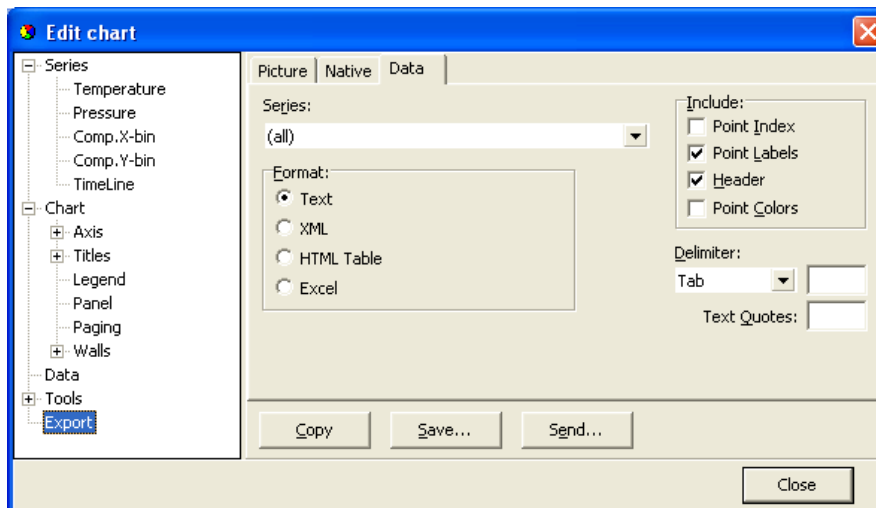 Edit chart
Series
Temperature
Pressure
Comp.X-bin
Comp.Y-bin
TimeLine
Chart
Axis
Titles
Legend
Panel
Paging
Walls
Data
Tools
Export
Picture Native Data
Series:
(all)
Format:
Text
XML
HTML Table
Excel
Include:
Point Index
Point Labels
Header
Point Colors
Delimiter:
Tab
Text Quotes:
Copy Save... Send...
Close